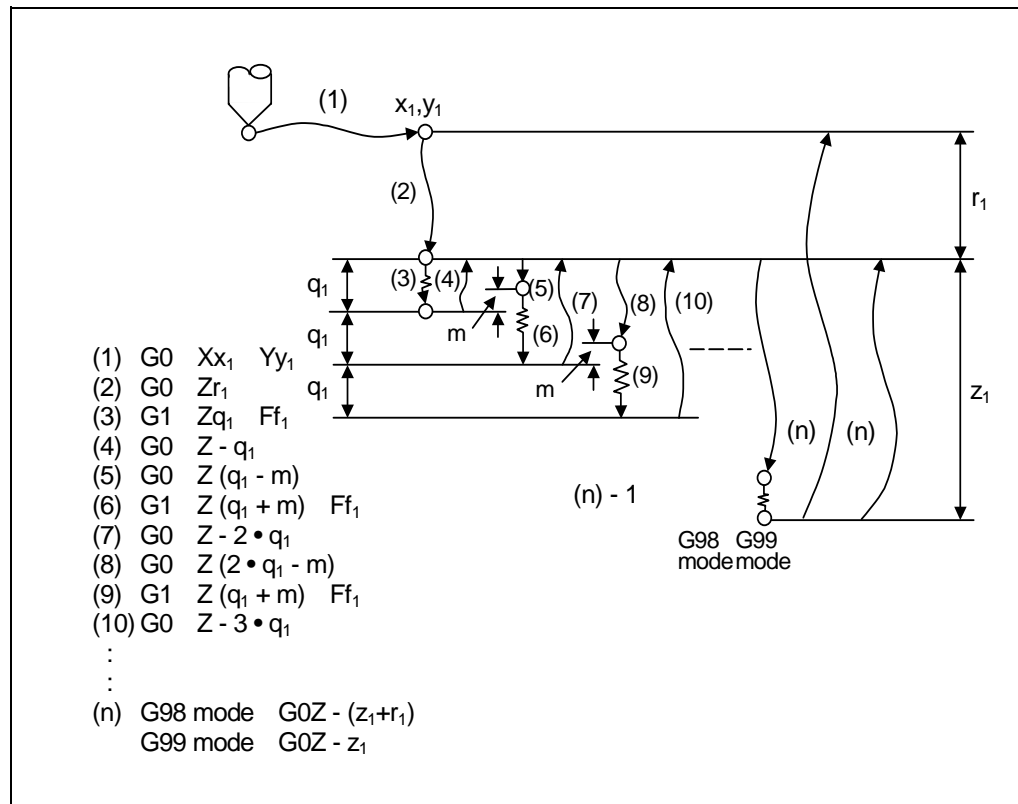 (1)
x₁,y₁
(2)
r₁
q₁
(3)
(4)
(5)
m
(6)
(7)
(8)
(10)
q₁
m
(9)
q₁
z₁
(n)
(n)
(n) - 1
G98 G99
mode mode
(1) G0 Xx₁ Yy₁
(2) G0 Zr₁
(3) G1 Zq₁ Ff₁
(4) G0 Z - q₁
(5) G0 Z (q₁ - m)
(6) G1 Z (q₁ + m) Ff₁
(7) G0 Z - 2 • q₁
(8) G0 Z (2 • q₁ - m)
(9) G1 Z (q₁ + m) Ff₁
(10) G0 Z - 3 • q₁
:
:
(n) G98 mode G0Z - (z₁+r₁)
G99 mode G0Z - z₁